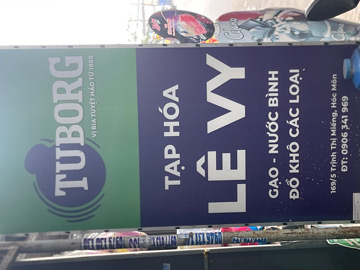 TUBORG
VỊ BIA TUYỆT HẢO TỪ 1880
TẠP HÓA
LÊ VY
GẠO - NƯỚC BÌNH
ĐỒ KHÔ CÁC LOẠI
169/5 Trịnh Thị Miếng, Hóc Môn
ĐT: 0906 341 969